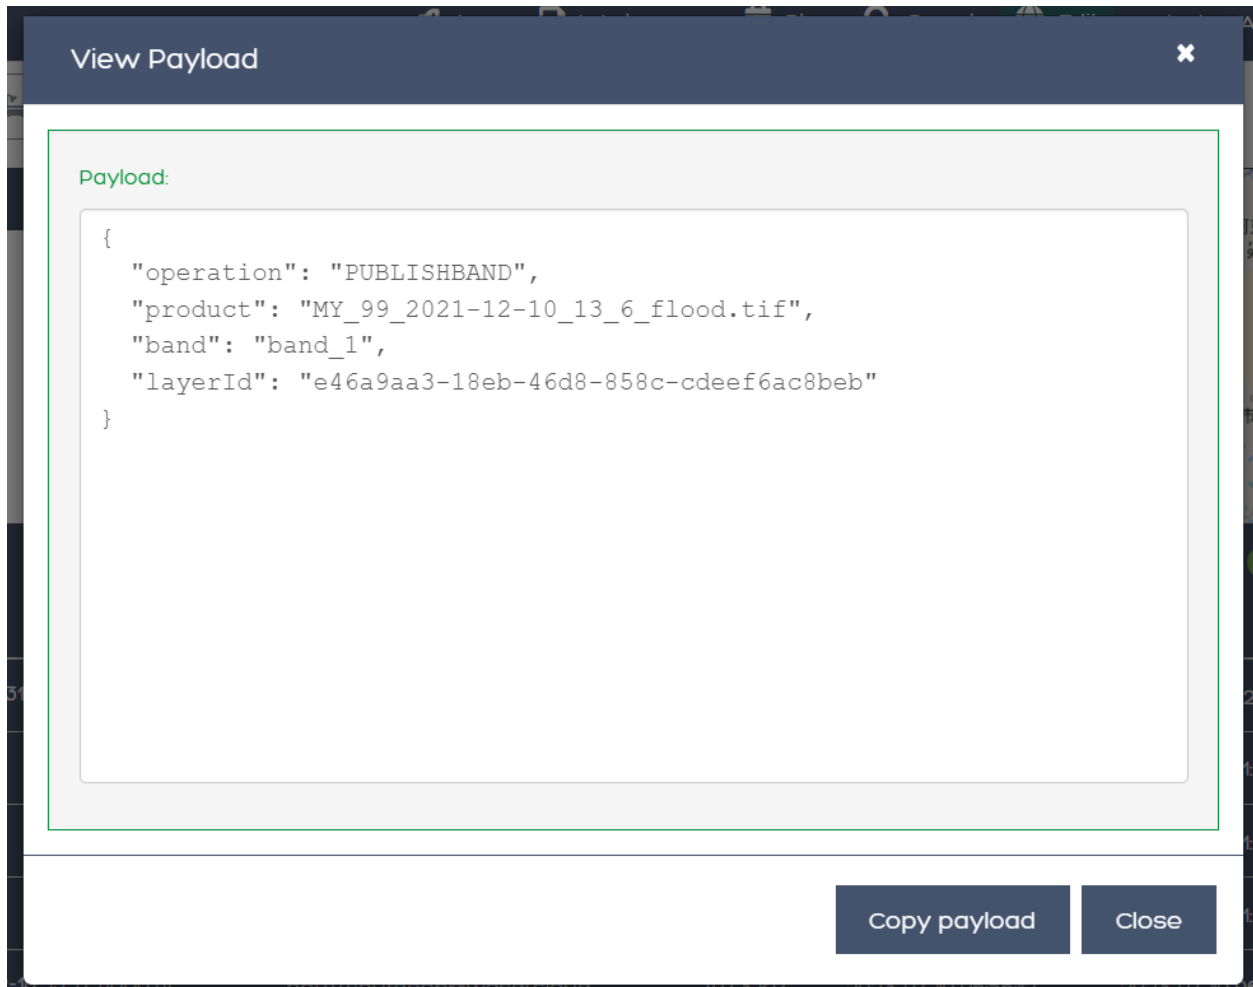 View Payload
Payload:
{
"operation": "PUBLISHBAND",
"product": "MY_99_2021-12-10_13_6_flood.tif",
"band": "band_1",
"layerId": "e46a9aa3-18eb-46d8-858c-cdeef6ac8beb"
}
Copy payload
Close